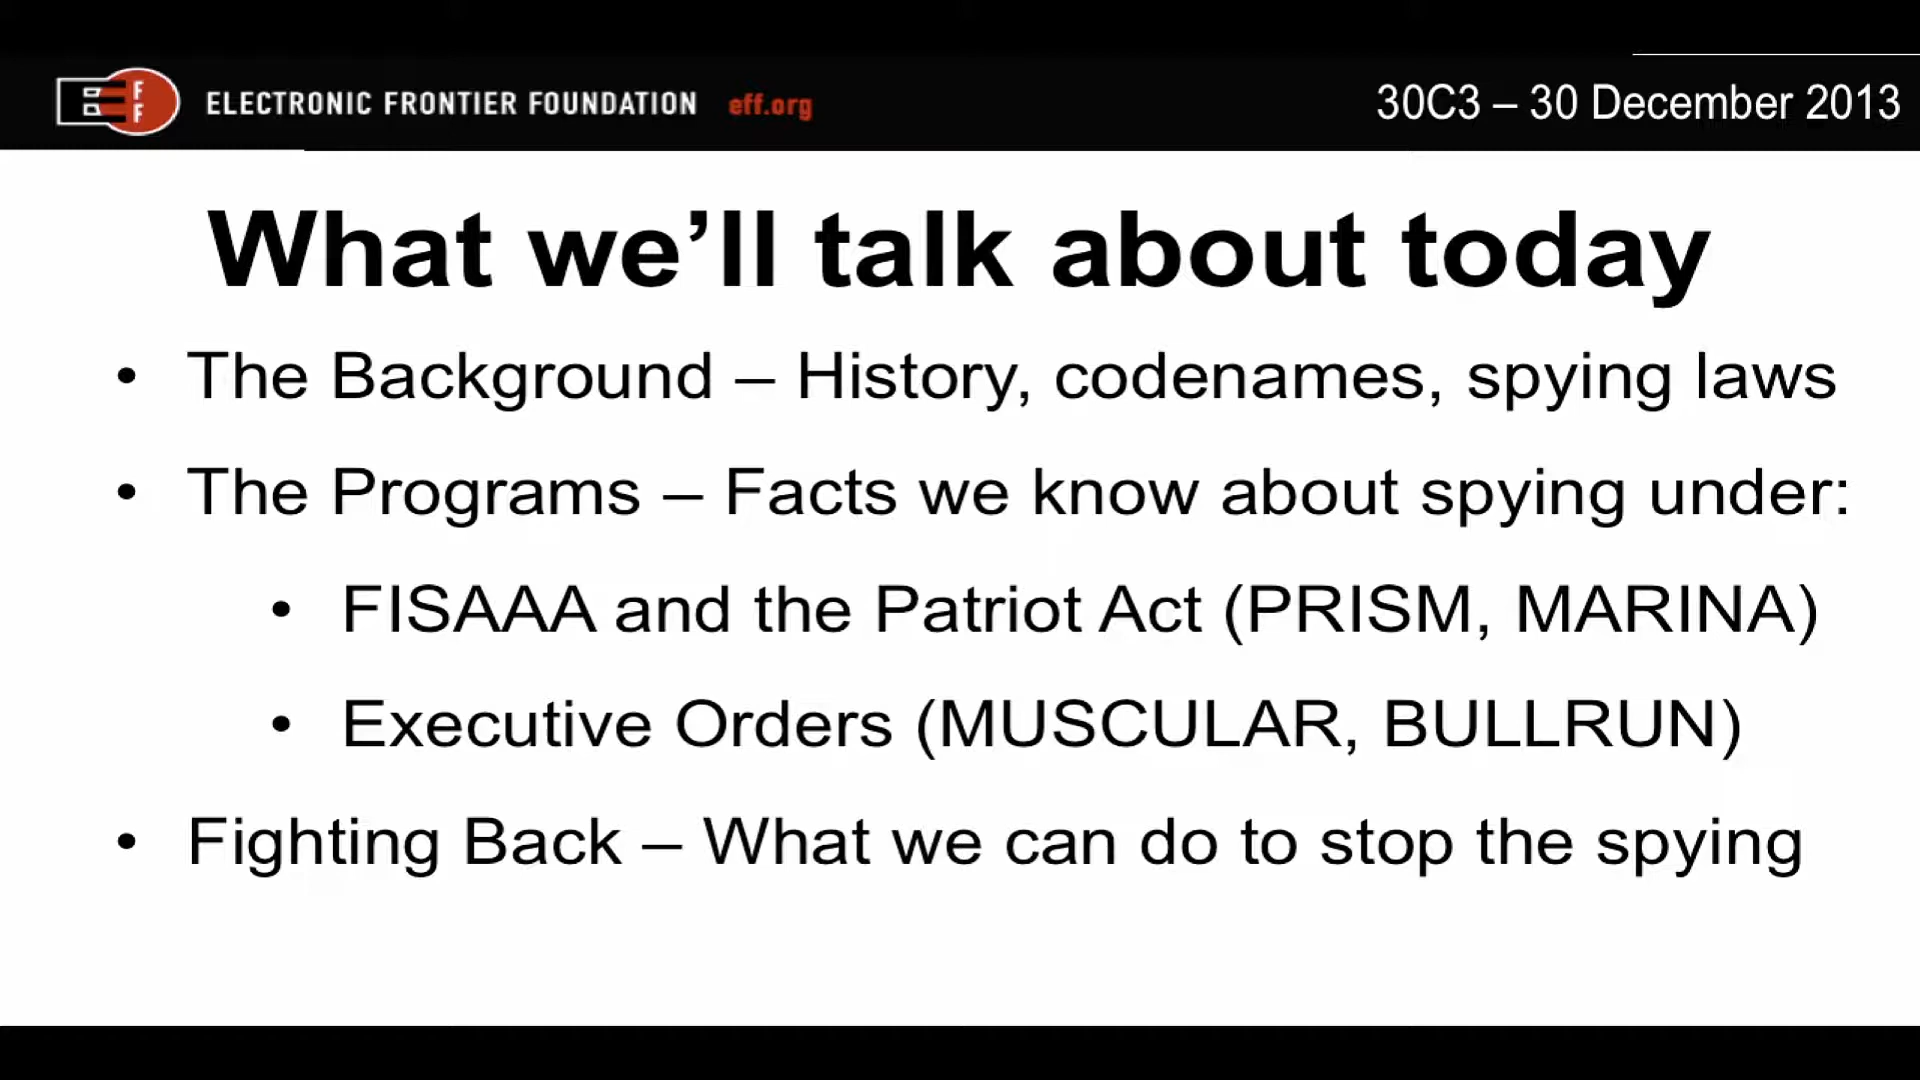 EFF ELECTRONIC FRONTIER FOUNDATION eff.org 30C3 – 30 December 2013
What we’ll talk about today
• The Background – History, codenames, spying laws
• The Programs – Facts we know about spying under:
• FISAAA and the Patriot Act (PRISM, MARINA)
• Executive Orders (MUSCULAR, BULLRUN)
• Fighting Back – What we can do to stop the spying